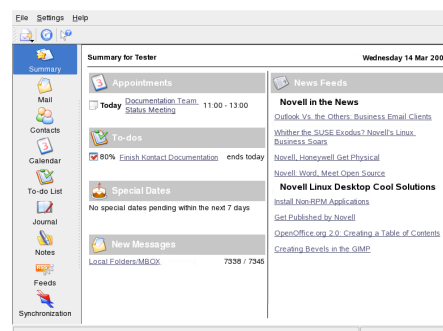 File Settings Help
Summary
Mail
Contacts
Calendar
To-do List
Journal
Notes
Feeds
Synchronization
Summary for Tester
Wednesday 14 Mar 200
Appointments
Today Documentation Team Status Meeting 11:00 - 13:00
To-dos
80% Finish Kontact Documentation ends today
Special Dates
No special dates pending within the next 7 days
New Messages
Local Folders/MBOX 7338 / 7345
News Feeds
Novell in the News
Outlook Vs. the Others: Business Email Clients
Whither the SUSE Exodus? Novell's Linux
Business Soars
Novell, Honeywell Get Physical
Novell: Word, Meet Open Source
Novell Linux Desktop Cool Solutions
Install Non-RPM Applications
Get Published by Novell
OpenOffice.org 2.0: Creating a Table of Contents
Creating Bevels in the GIMP